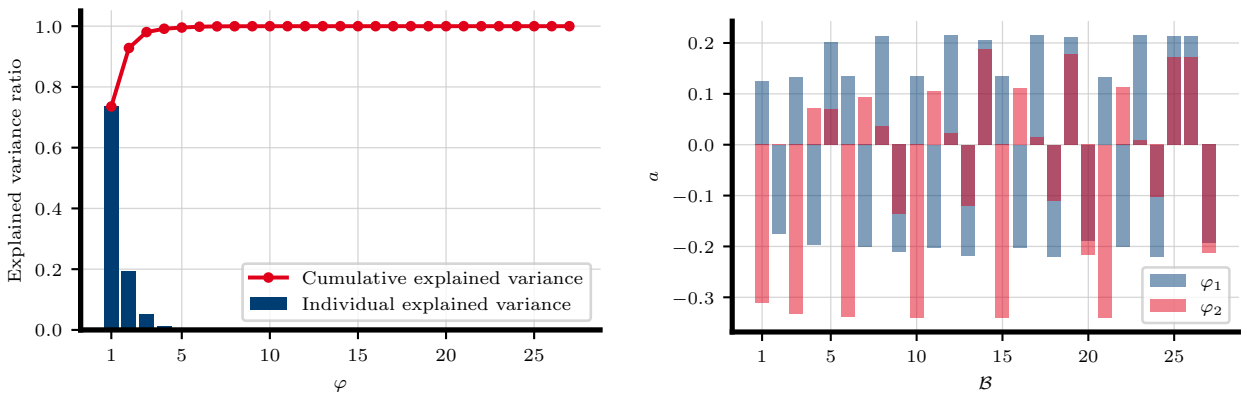 1.0
0.8
0.6
0.4
0.2
0.0
Explained variance ratio
Cumulative explained variance
Individual explained variance
1 5 10 15 20 25
φ
0.2
0.1
0.0
−0.1
−0.2
−0.3
a
φ₁
φ₂
1 5 10 15 20 25
ℬ